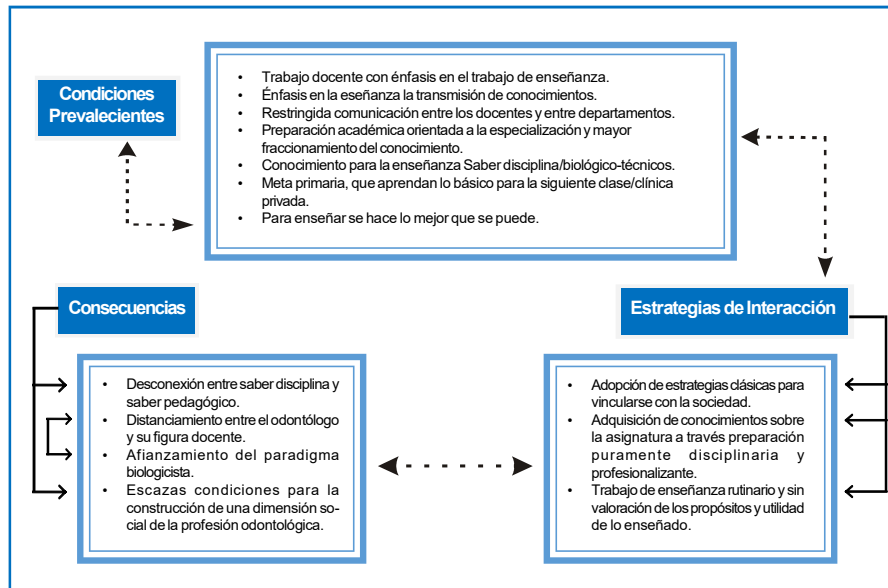 Condiciones
Prevalecientes
• Trabajo docente con énfasis en el trabajo de enseñanza.
• Énfasis en la eseñanza la transmisión de conocimientos.
• Restringida comunicación entre los docentes y entre departamentos.
• Preparación académica orientada a la especialización y mayor
fraccionamiento del conocimiento.
• Conocimiento para la enseñanza Saber disciplina/biológico-técnicos.
• Meta primaria, que aprendan lo básico para la siguiente clase/clínica
privada.
• Para enseñar se hace lo mejor que se puede.
Consecuencias
• Desconexión entre saber disciplina y
saber pedagógico.
• Distanciamiento entre el odontólogo
y su figura docente.
• Afianzamiento del paradigma
biologicista.
• Escazas condiciones para la
construcción de una dimensión so-
cial de la profesión odontológica.
Estrategias de Interacción
• Adopción de estrategias clásicas para
vincularse con la sociedad.
• Adquisición de conocimientos sobre
la asignatura a través preparación
puramente disciplinaria y
profesionalizante.
• Trabajo de enseñanza rutinario y sin
valoración de los propósitos y utilidad
de lo enseñado.